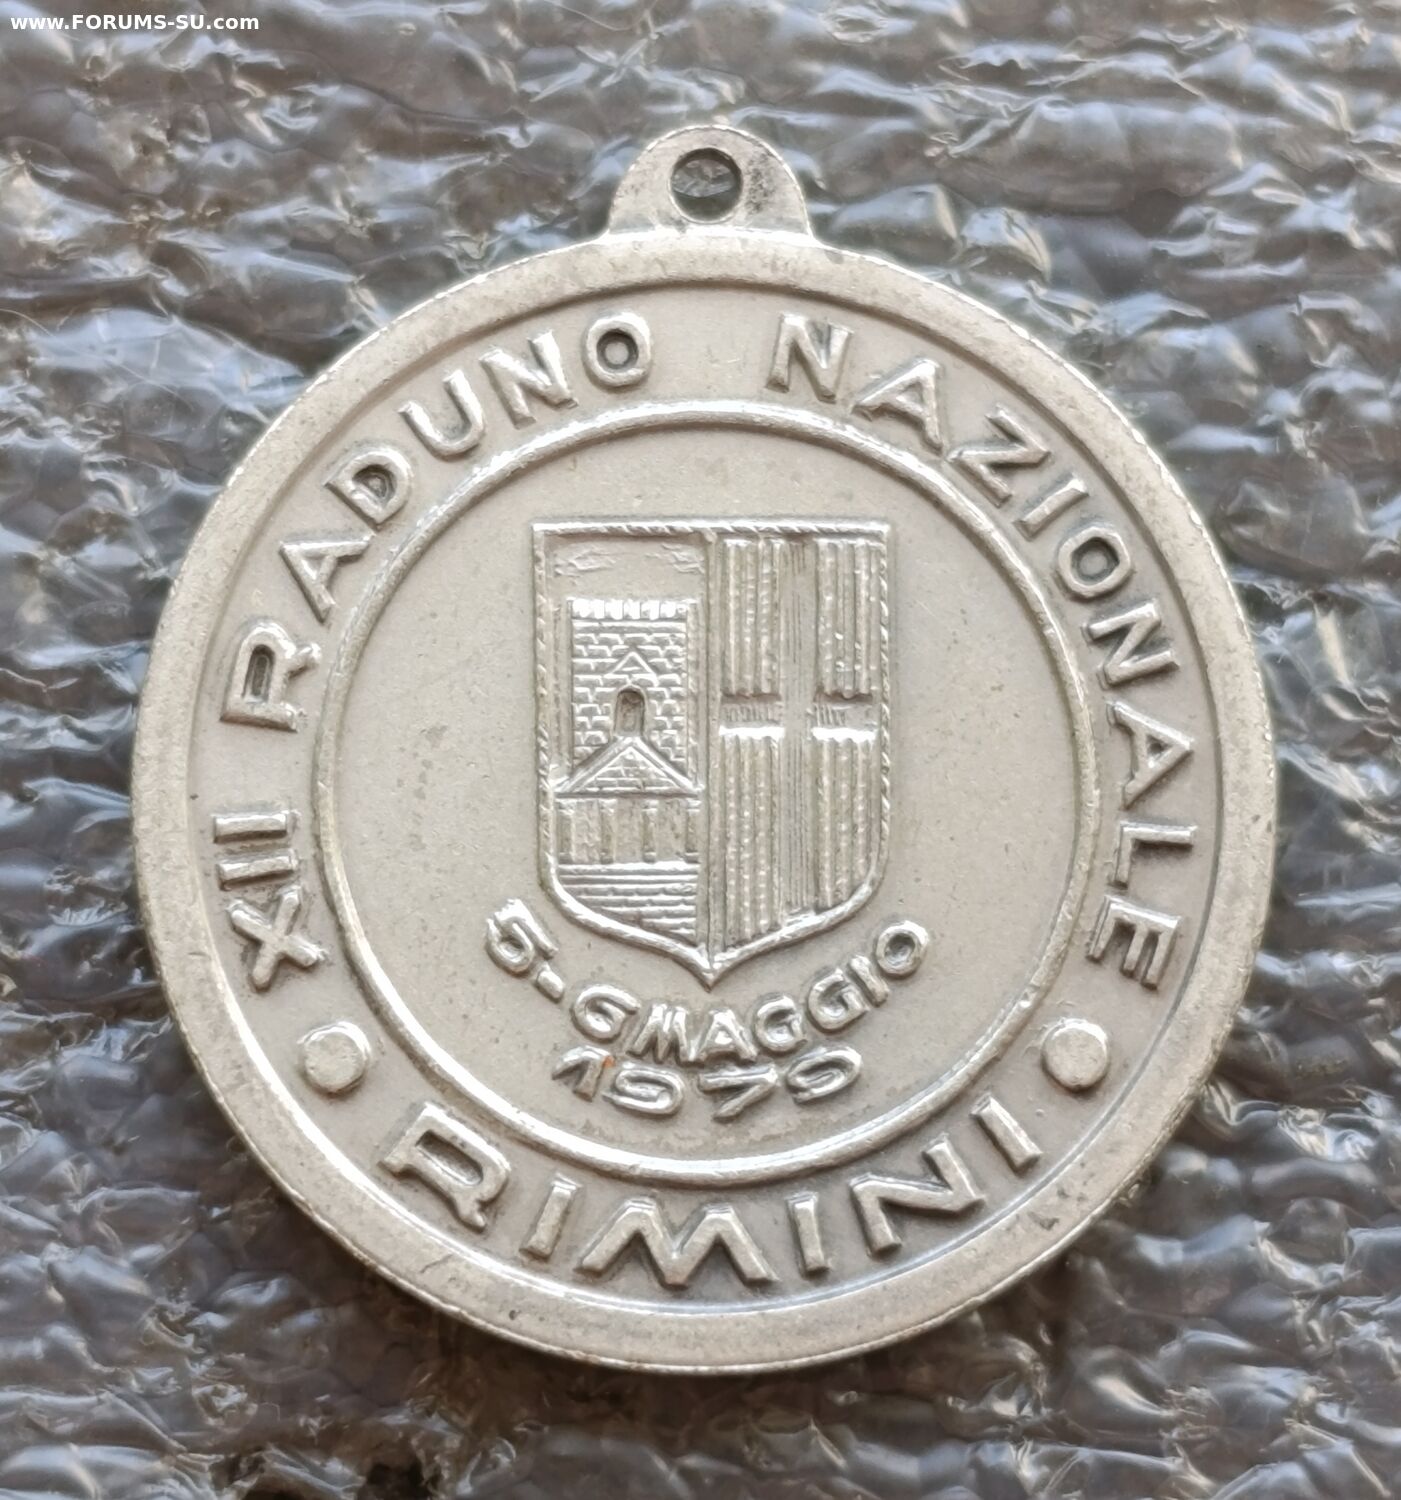 www.FORUMS-SU.com
XIII RADUNO NAZIONALE
5-6 MAGGIO
1979
RIMINI